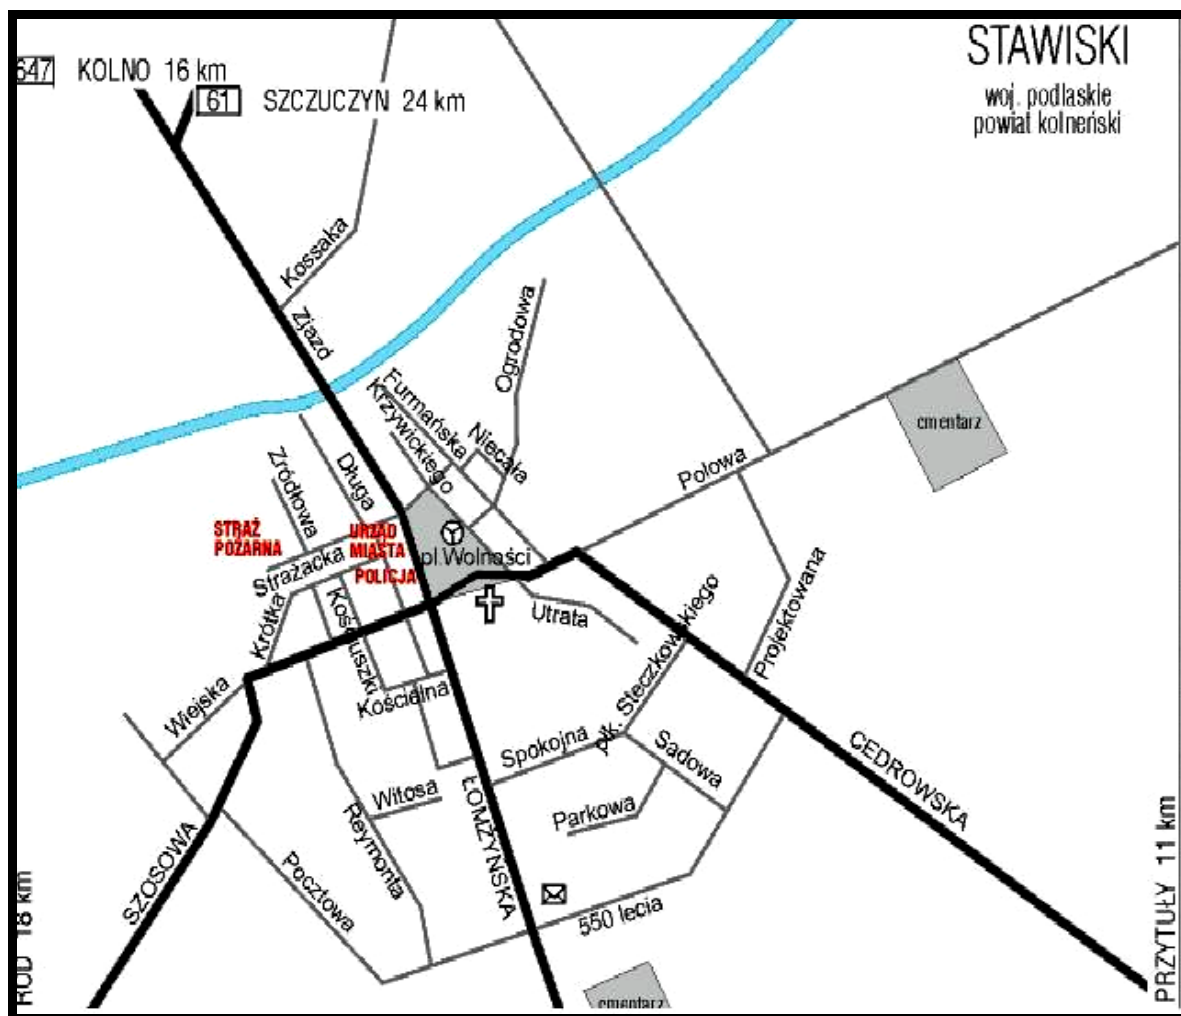 STAWISKI
woj. podlaskie
powiat kolneński
647 KOLNO 16 km
61 SZCZUCZYN 24 km
Kossaka
Zjazd
Ogrodowa
Furmańska
Krzywickiego
Niecała
cmentarz
Polowa
Długa
Zródłowa
STRAŻ
POŻARNA
URZĄD
MIASTA
POLICJA
pl.Wolności
Strażacka
Krótka
Kościuszki
Utrata
Projektowana
płk. Steczkowskiego
Wiejska
Kościelna
Spokojna
Sadowa
CEDROWSKA
Witosa
Parkowa
ŁOMŻYŃSKA
Reymonta
SZOSOWA
Pocztowa
550 lecia
PRZYTUŁY 11 km
ROD 18 km
cmentarz